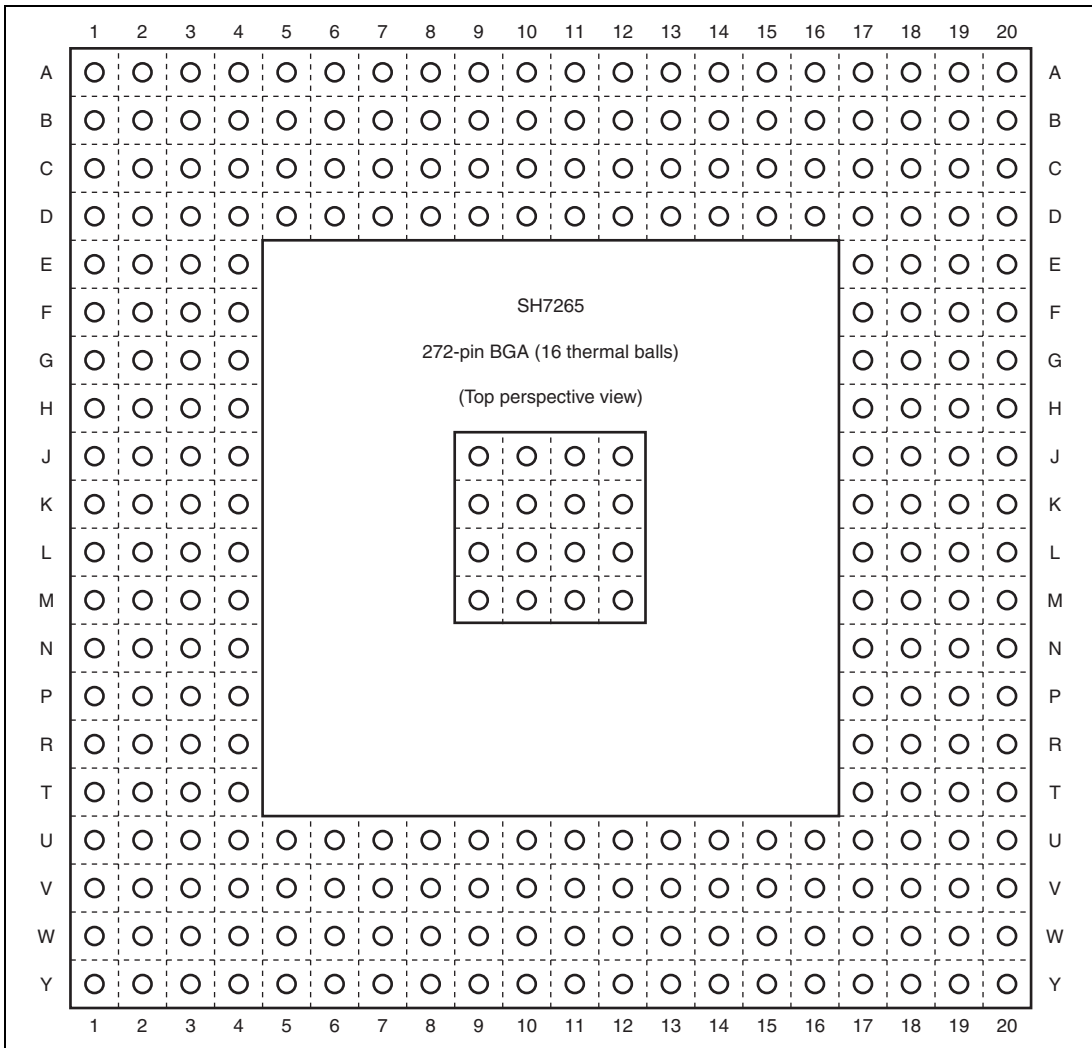 1 2 3 4 5 6 7 8 9 10 11 12 13 14 15 16 17 18 19 20
A A
B B
C C
D D
E E
F SH7265 F
G 272-pin BGA (16 thermal balls) G
H (Top perspective view) H
J J
K K
L L
M M
N N
P P
R R
T T
U U
V V
W W
Y Y
1 2 3 4 5 6 7 8 9 10 11 12 13 14 15 16 17 18 19 20